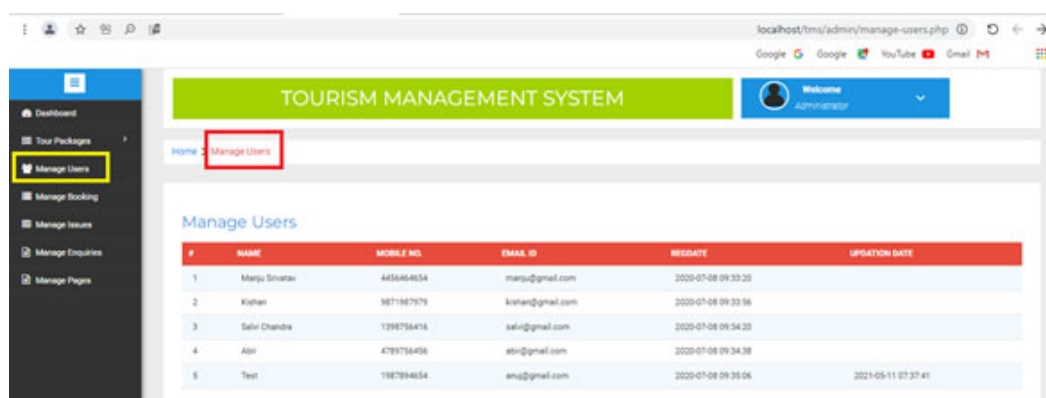 localhost/tms/admin/manage-users.php
Google Google YouTube Gmail
TOURISM MANAGEMENT SYSTEM
Welcome
Administrator
Dashboard
Tour Packages
Manage Users
Manage Booking
Manage Issues
Manage Enquiries
Manage Pages
Home > Manage Users
Manage Users
# NAME MOBILE NO. EMAIL ID REGDATE UPDATION DATE
1 Manju Srivatav 4456464654 manju@gmail.com 2020-07-08 09:33:20
2 Kishan 9871987979 kishan@gmail.com 2020-07-08 09:33:56
3 Salvi Chandra 1398756416 salvi@gmail.com 2020-07-08 09:34:20
4 Abir 4789756456 abir@gmail.com 2020-07-08 09:34:38
5 Test 1987894654 anuj@gmail.com 2020-07-08 09:35:06 2021-05-11 07:37:41